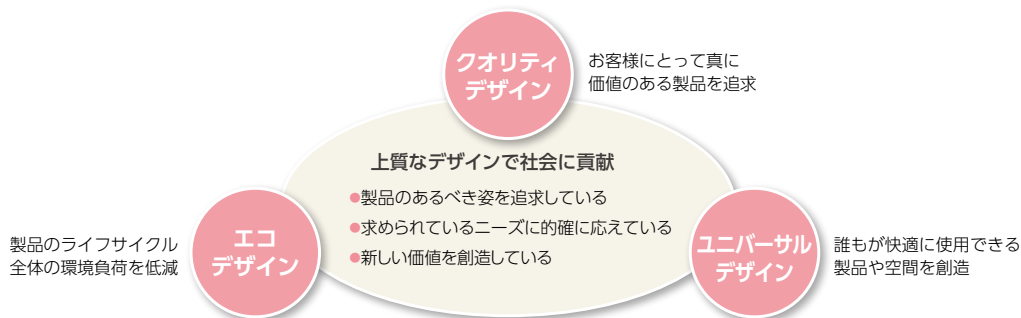 クオリティ
デザイン
お客様にとって真に
価値のある製品を追求
上質なデザインで社会に貢献
●製品のあるべき姿を追求している
●求められているニーズに的確に応えている
●新しい価値を創造している
エコ
デザイン
製品のライフサイクル
全体の環境負荷を低減
ユニバーサル
デザイン
誰もが快適に使用できる
製品や空間を創造